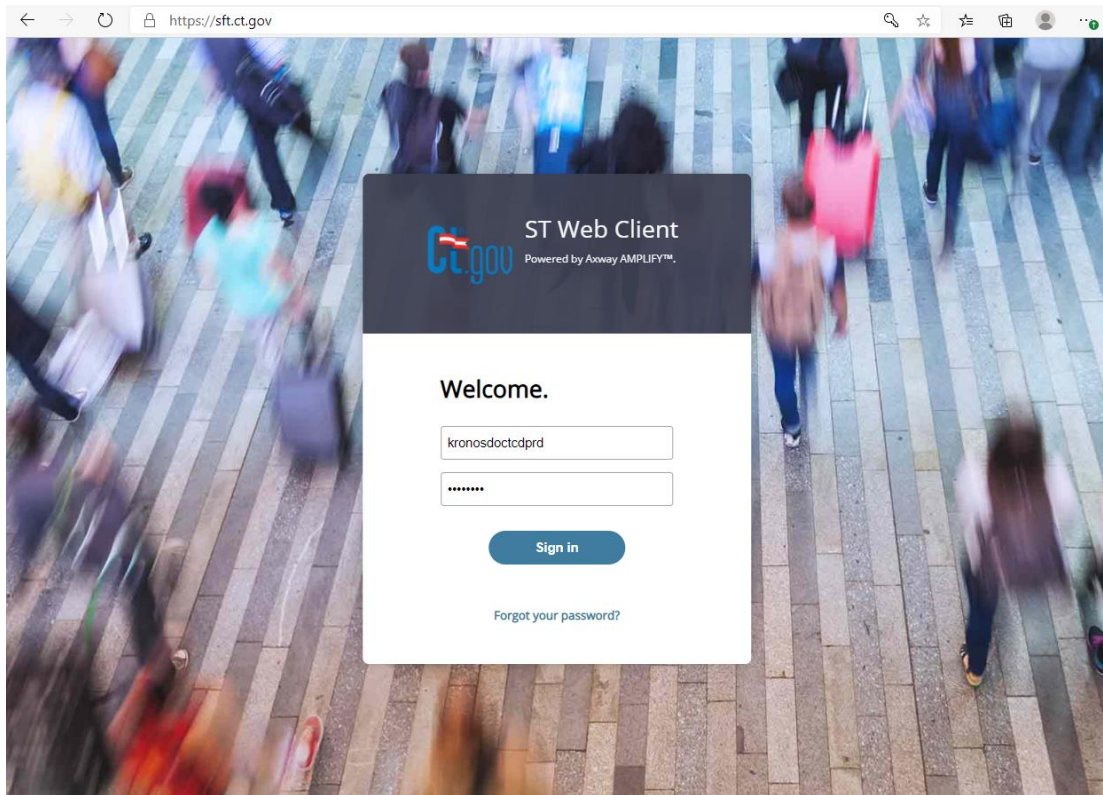 https://sft.ct.gov
Ct.gov
ST Web Client
Powered by Axway AMPLIFY™.
Welcome.
kronosdoctcdprd
••••••••
Sign in
Forgot your password?